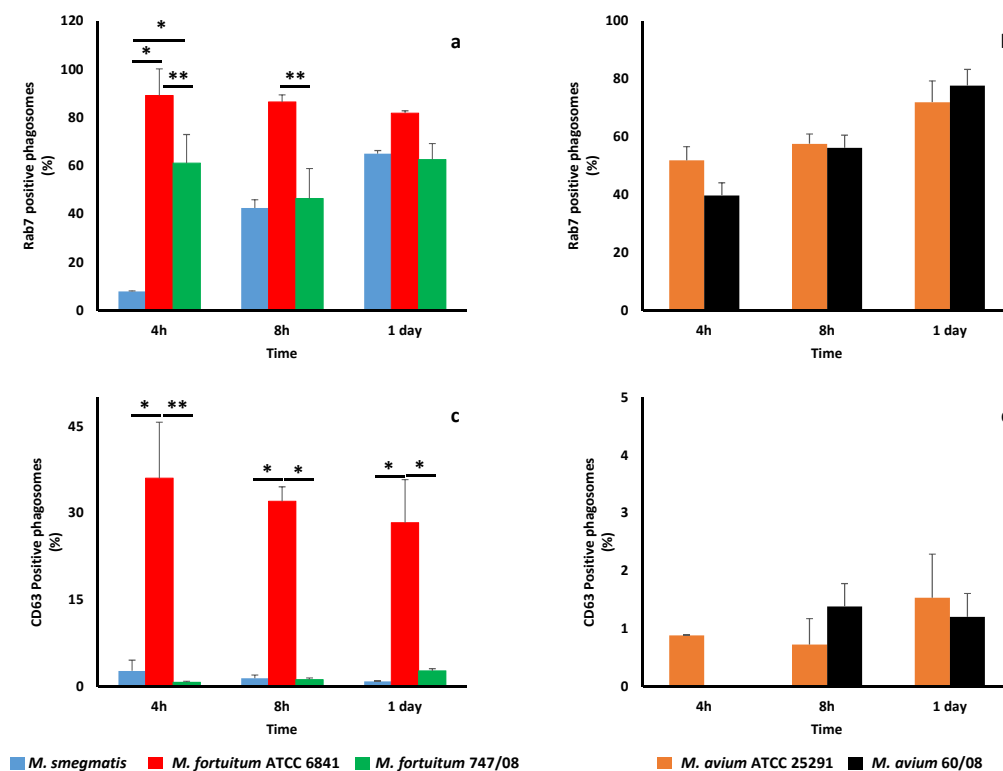 120
100
80
60
40
20
0
Rab7 positive phagosomes
(%)
a
*
*
**
**
4h 8h 1 day
Time
100
80
60
40
20
0
Rab7 positive phagosomes
(%)
4h 8h 1 day
Time
45
30
15
0
CD63 Positive phagosomes
(%)
c
* **
* *
* *
4h 8h 1 day
Time
5
4
3
2
1
0
CD63 Positive phagosomes
(%)
4h 8h 1 day
Time
M. smegmatis M. fortuitum ATCC 6841 M. fortuitum 747/08
M. avium ATCC 25291 M. avium 60/08